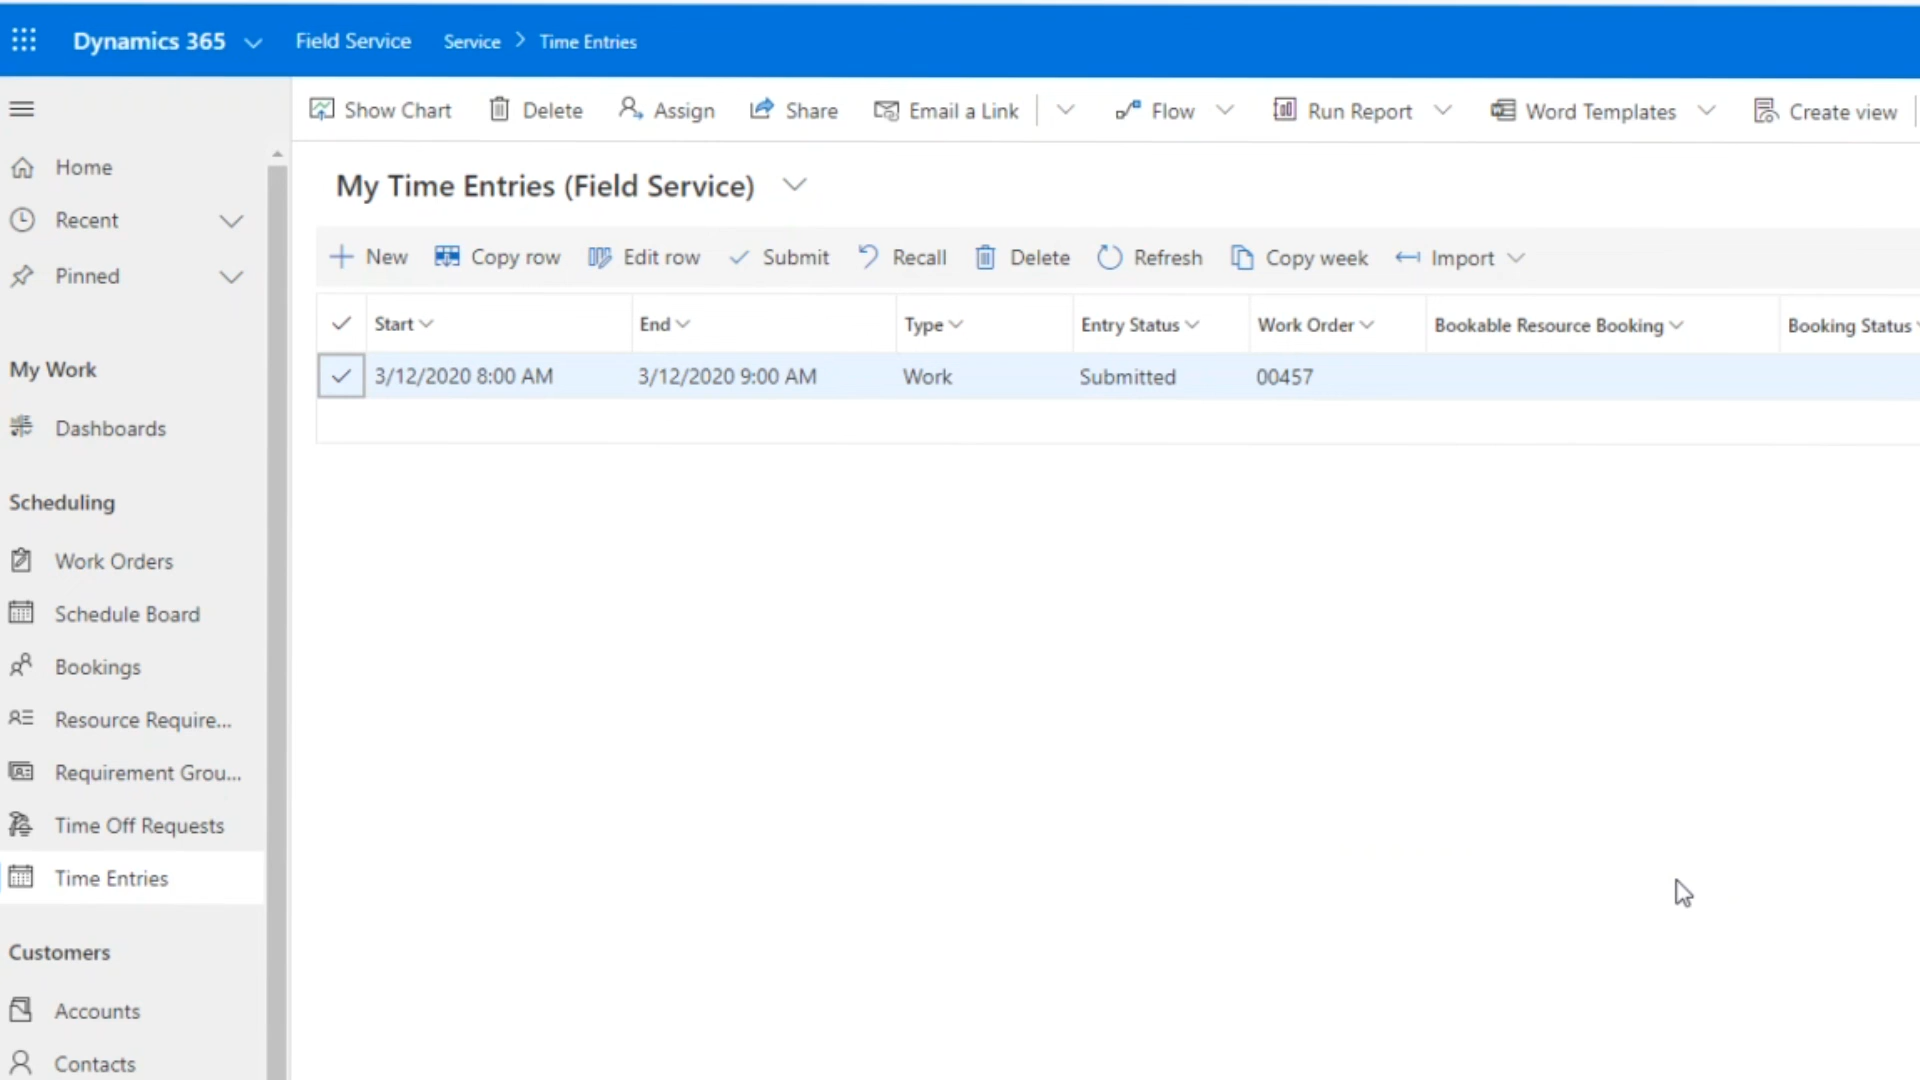 Dynamics 365 Field Service Service > Time Entries
Show Chart Delete Assign Share Email a Link Flow Run Report Word Templates Create view
Home
Recent
Pinned
My Work
Dashboards
Scheduling
Work Orders
Schedule Board
Bookings
Resource Require...
Requirement Grou...
Time Off Requests
Time Entries
Customers
Accounts
Contacts
My Time Entries (Field Service)
New Copy row Edit row Submit Recall Delete Refresh Copy week Import
Start End Type Entry Status Work Order Bookable Resource Booking Booking Status
3/12/2020 8:00 AM 3/12/2020 9:00 AM Work Submitted 00457